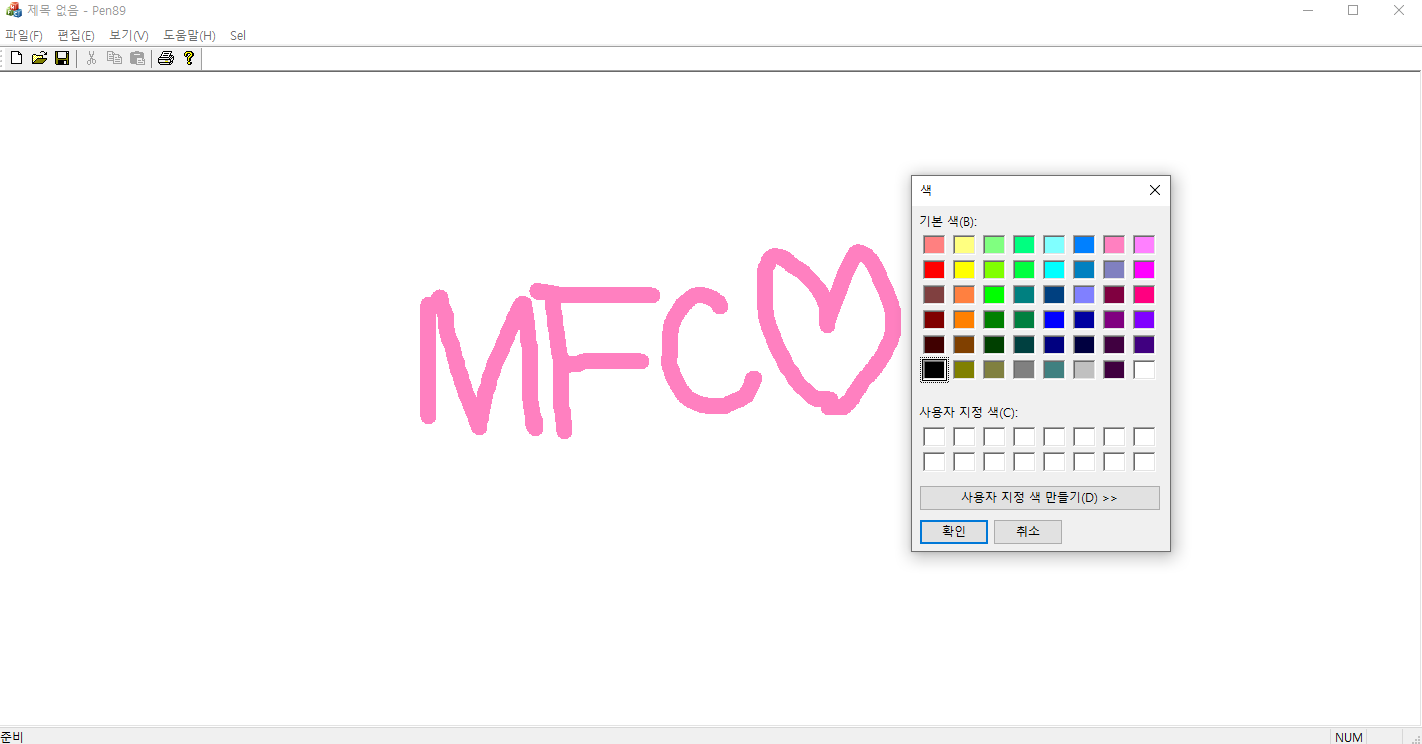 제목 없음 - Pen89
파일(F) 편집(E) 보기(V) 도움말(H) Sel
MFC
색
기본 색(B):
사용자 지정 색(C):
사용자 지정 색 만들기(D) >>
확인 취소
준비 NUM